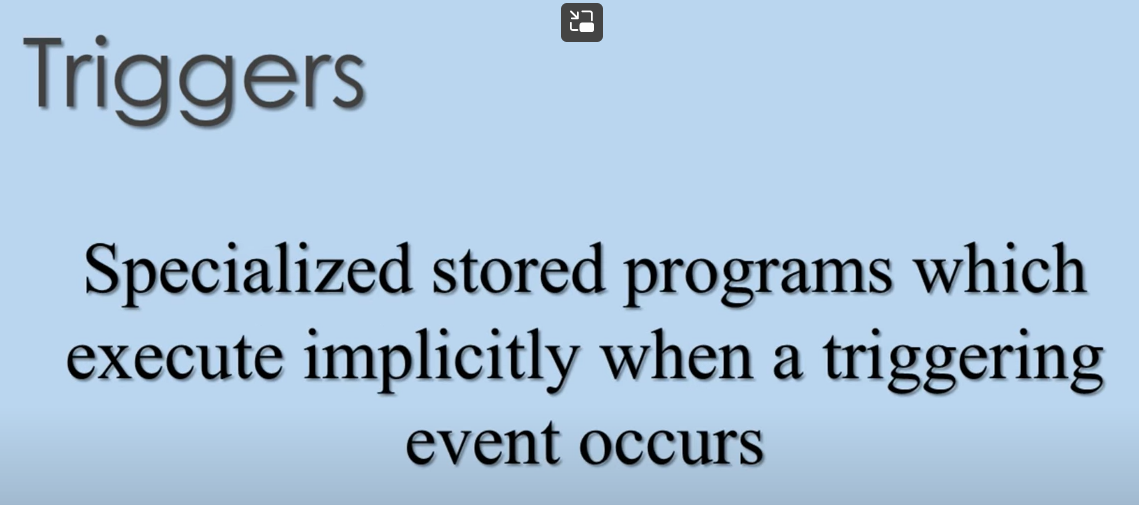 Triggers
Specialized stored programs which
execute implicitly when a triggering
event occurs